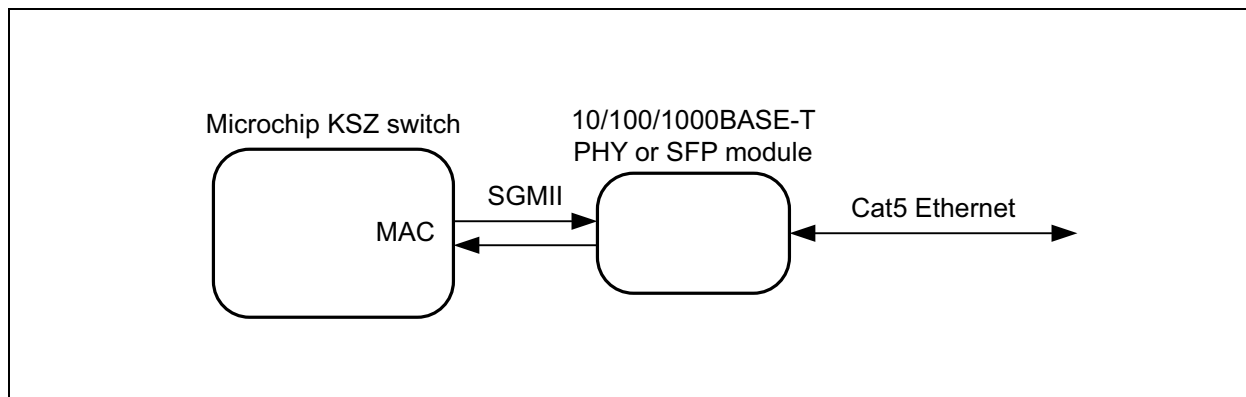 Microchip KSZ switch
MAC
SGMII
10/100/1000BASE-T
PHY or SFP module
Cat5 Ethernet